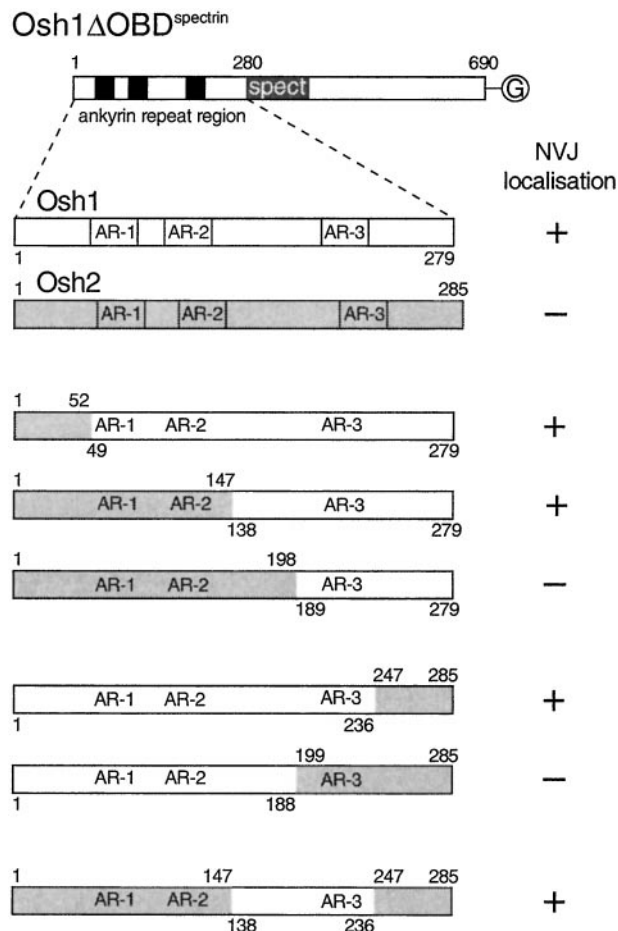 Osh1ΔOBDspectrin
1 280 690
spect G
ankyrin repeat region
NVJ
localisation
Osh1
AR-1 AR-2 AR-3 +
1 279
Osh2
1 285
AR-1 AR-2 AR-3 −
1 52
AR-1 AR-2 AR-3 +
49 279
1 147
AR-1 AR-2 AR-3 +
138 279
1 198
AR-1 AR-2 AR-3 −
189 279
247 285
AR-1 AR-2 AR-3 +
1 236
199 285
AR-1 AR-2 AR-3 −
1 188
1 147 247 285
AR-1 AR-2 AR-3 +
138 236